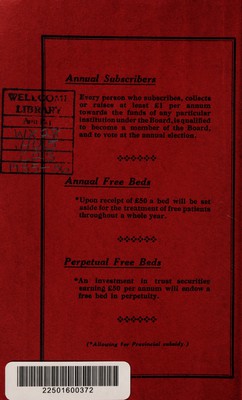 Annual Subscribers
Every person who subscribes, collects
or raises at least £1 per annum
towards the funds of any particular
institution under the Board, is qualified
to become a member of the Board,
and to vote at the annual election.
WELLCOME
LIBRARY
Annual Free Beds
*Upon receipt of £50 a bed will be set
aside for the treatment of free patients
throughout a whole year.
Perpetual Free Beds
*An investment in trust securities
earning £50 per annum will endow a
free bed in perpetuity.
(*Allowing for Provincial subsidy.)
22501600372